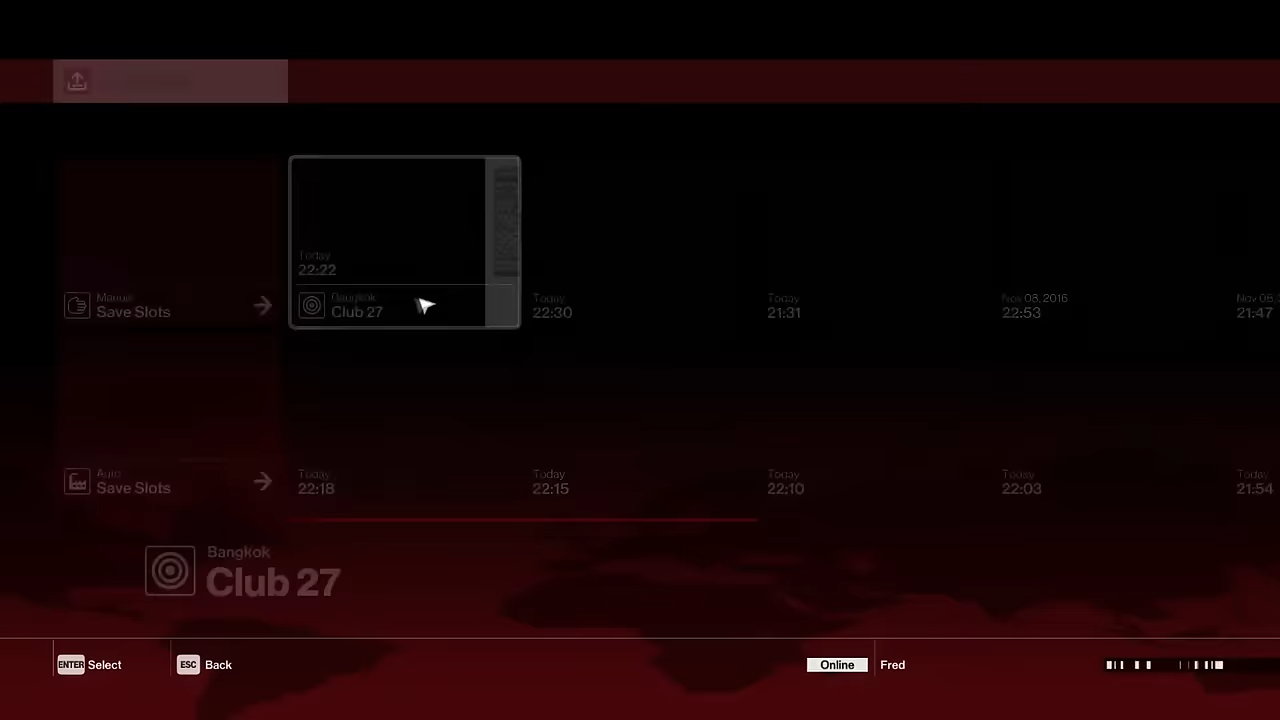 Today
22:22
Bangkok
Club 27
Manual
Save Slots
Today
22:30
Today
21:31
Nov 08, 2016
22:53
21:47
Auto
Save Slots
Today
22:18
Today
22:15
Today
22:10
Today
22:03
Today
21:54
Bangkok
Club 27
ENTER Select
ESC Back
Online
Fred